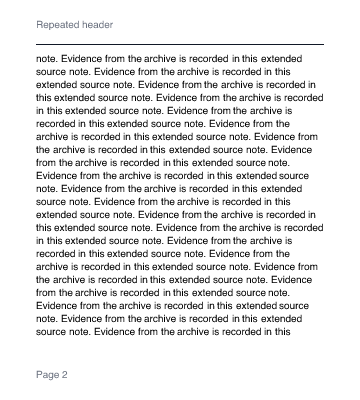 Repeated header
note. Evidence from the archive is recorded in this extended
source note. Evidence from the archive is recorded in this
extended source note. Evidence from the archive is recorded in
this extended source note. Evidence from the archive is recorded
in this extended source note. Evidence from the archive is
recorded in this extended source note. Evidence from the
archive is recorded in this extended source note. Evidence from
the archive is recorded in this extended source note. Evidence
from the archive is recorded in this extended source note.
Evidence from the archive is recorded in this extended source
note. Evidence from the archive is recorded in this extended
source note. Evidence from the archive is recorded in this
extended source note. Evidence from the archive is recorded in
this extended source note. Evidence from the archive is recorded
in this extended source note. Evidence from the archive is
recorded in this extended source note. Evidence from the
archive is recorded in this extended source note. Evidence from
the archive is recorded in this extended source note. Evidence
from the archive is recorded in this extended source note.
Evidence from the archive is recorded in this extended source
note. Evidence from the archive is recorded in this extended
source note. Evidence from the archive is recorded in this
Page 2